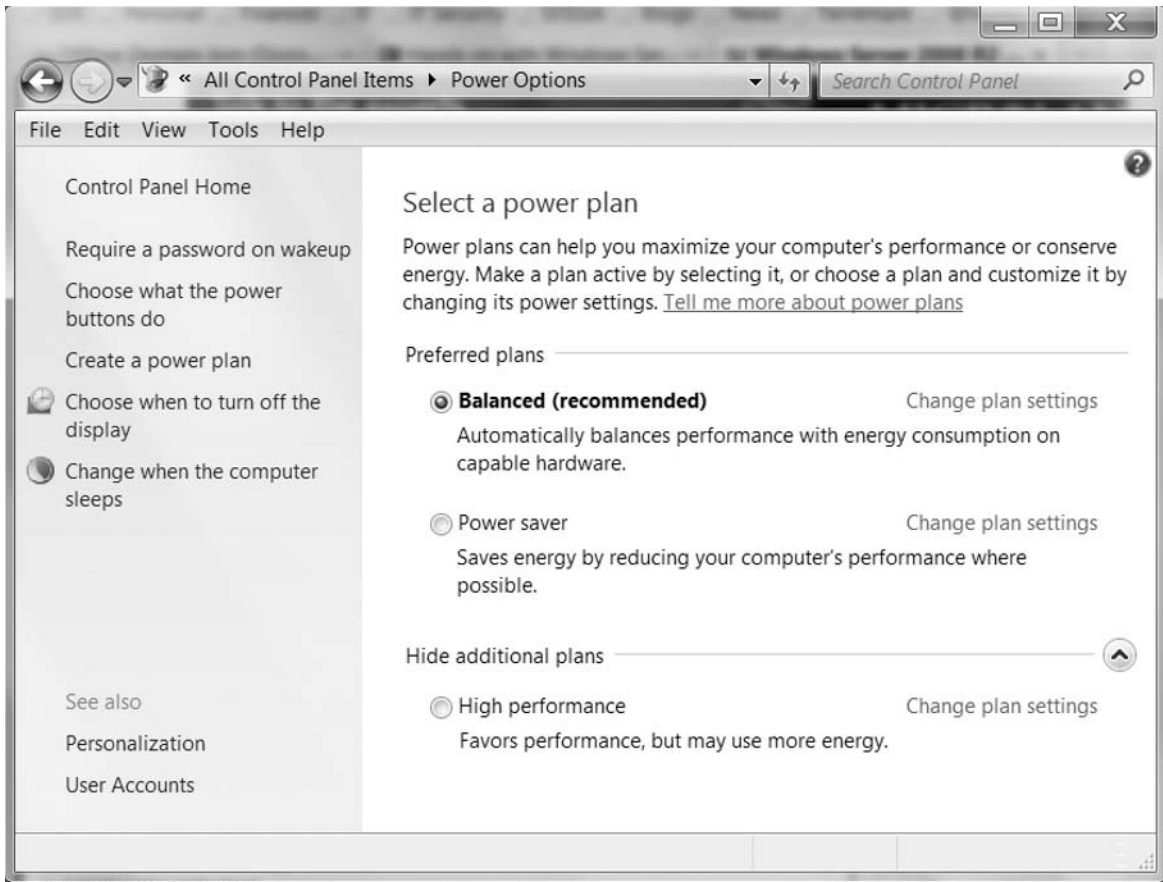 « All Control Panel Items ▸ Power Options
Search Control Panel
File Edit View Tools Help
Control Panel Home
Require a password on wakeup
Choose what the power
buttons do
Create a power plan
Choose when to turn off the
display
Change when the computer
sleeps
See also
Personalization
User Accounts
Select a power plan
Power plans can help you maximize your computer's performance or conserve
energy. Make a plan active by selecting it, or choose a plan and customize it by
changing its power settings. Tell me more about power plans
Preferred plans
Balanced (recommended) Change plan settings
Automatically balances performance with energy consumption on
capable hardware.
Power saver Change plan settings
Saves energy by reducing your computer's performance where
possible.
Hide additional plans
High performance Change plan settings
Favors performance, but may use more energy.